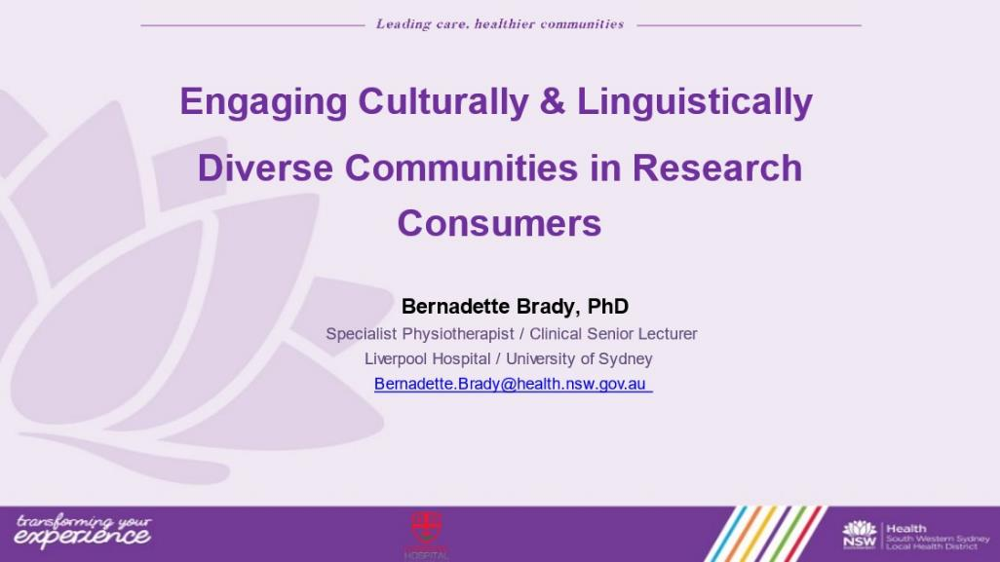 Leading care, healthier communities
Engaging Culturally & Linguistically
Diverse Communities in Research
Consumers
Bernadette Brady, PhD
Specialist Physiotherapist / Clinical Senior Lecturer
Liverpool Hospital / University of Sydney
Bernadette.Brady@health.nsw.gov.au
transforming your
experience
HOSPITAL
NSW
Health
South Western Sydney
Local Health District